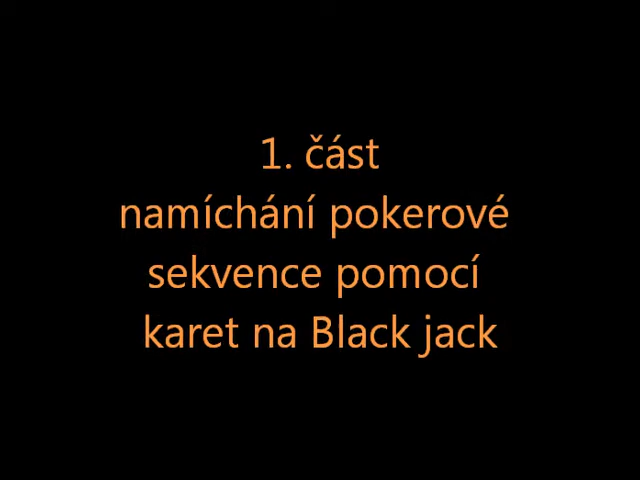 1. část
namíchání pokerové
sekvence pomocí
karet na Black jack